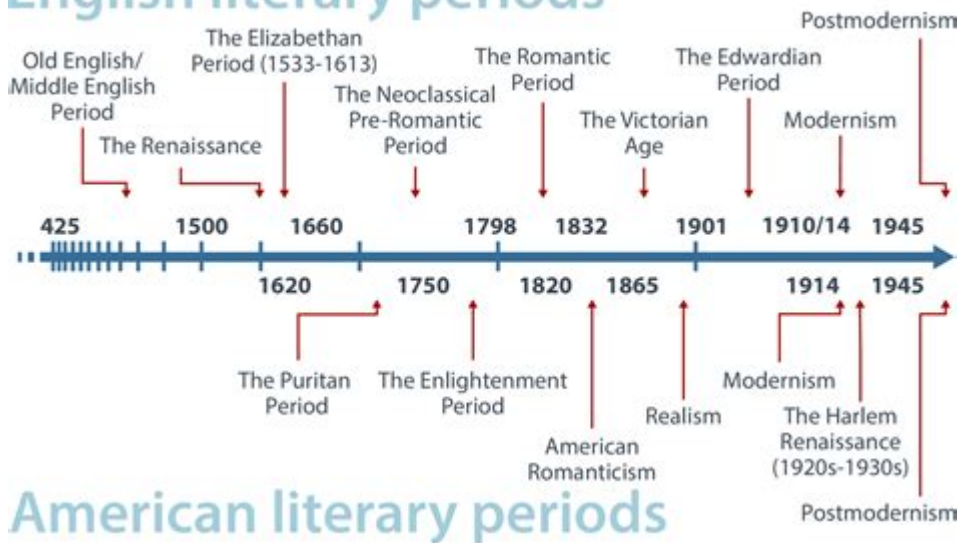 English literary periods
Postmodernism
The Elizabethan
Period (1533-1613)
Old English/
Middle English
Period
The Romantic
Period
The Edwardian
Period
The Neoclassical
Pre-Romantic
Period
The Renaissance
The Victorian
Age
Modernism
425 1500 1660 1798 1832 1901 1910/14 1945
1620 1750 1820 1865 1914 1945
The Puritan
Period
The Enlightenment
Period
American
Romanticism
Realism
Modernism
The Harlem
Renaissance
(1920s-1930s)
Postmodernism
American literary periods